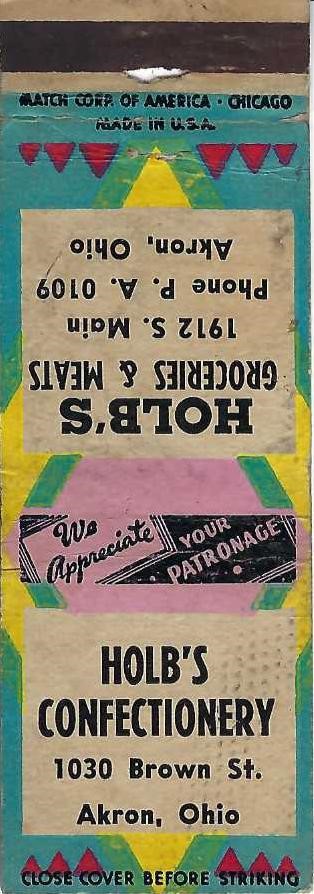 MATCH CORP. OF AMERICA · CHICAGO
MADE IN U.S.A.
HOLB'S
GROCERIES & MEATS
1912 S. Main
Phone P. A. 0109
Akron, Ohio
We Appreciate
YOUR PATRONAGE
HOLB'S
CONFECTIONERY
1030 Brown St.
Akron, Ohio
CLOSE COVER BEFORE STRIKING